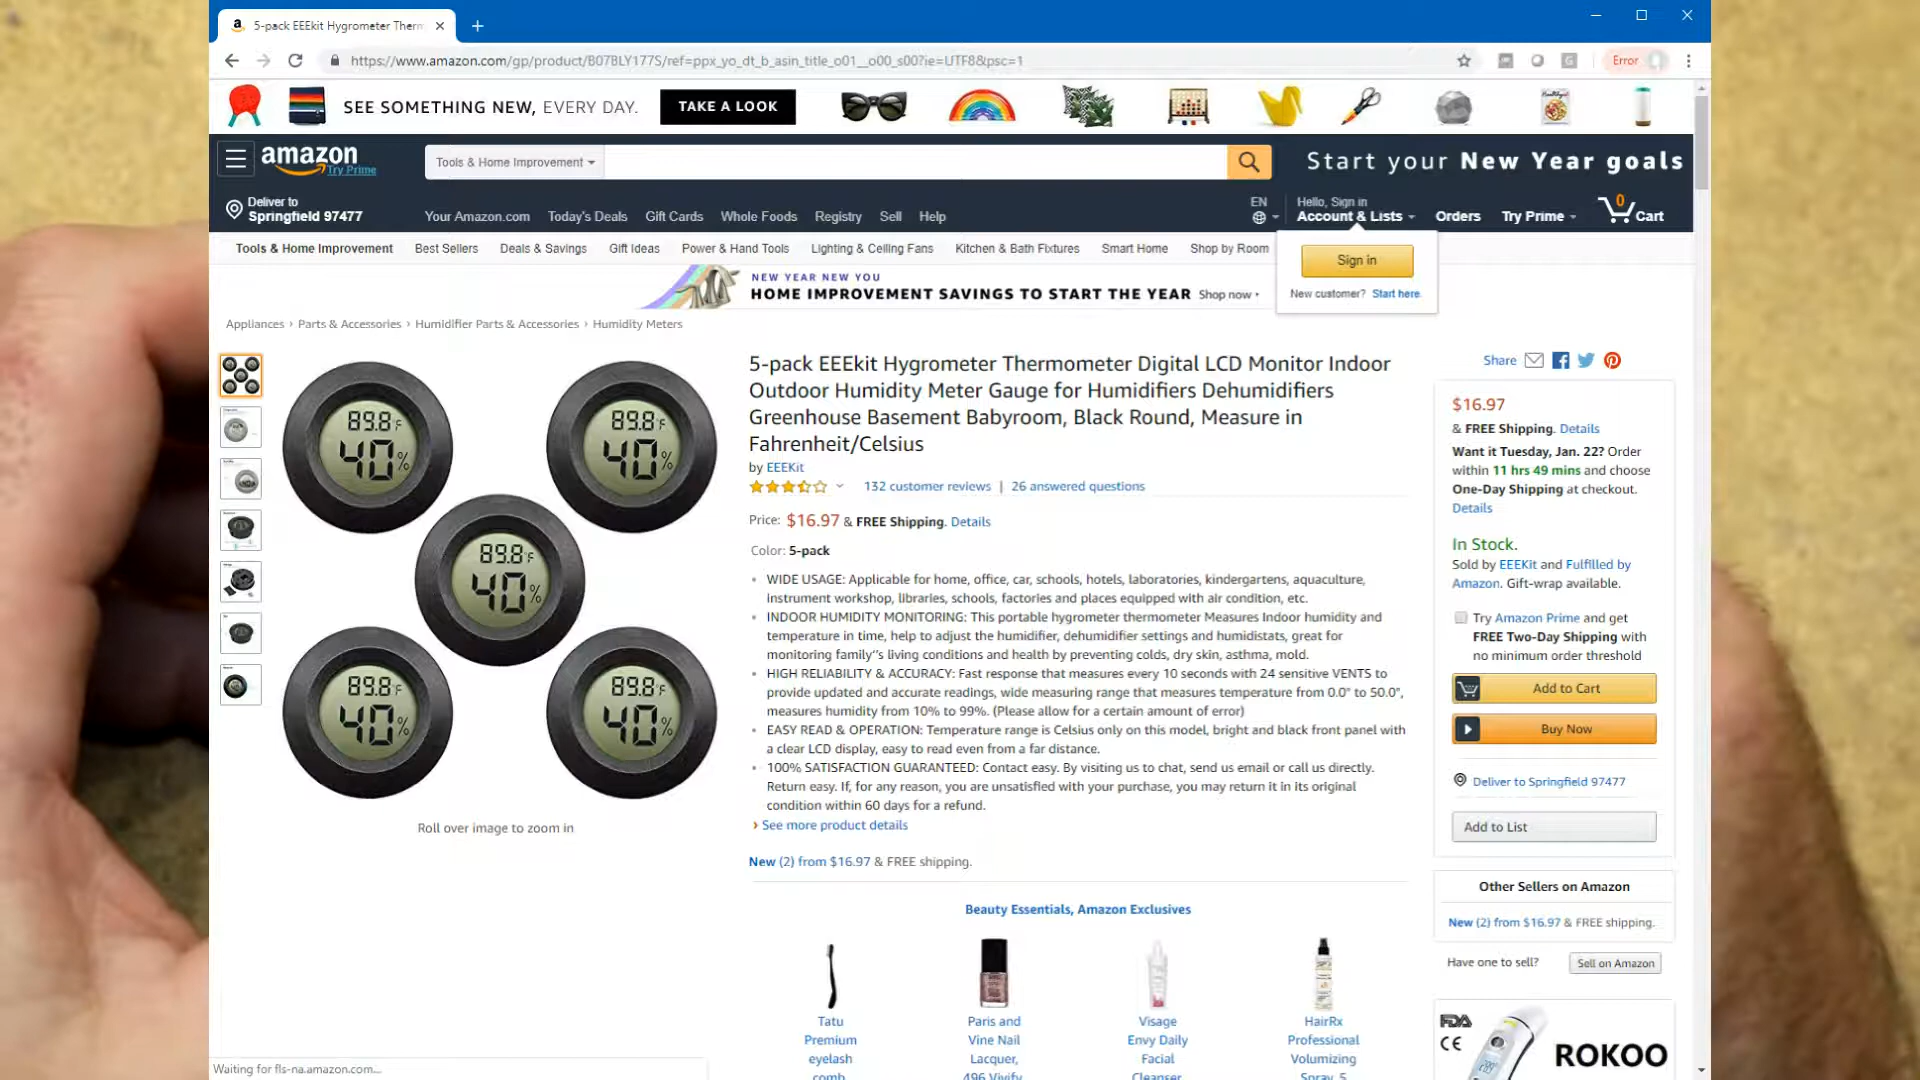 5-pack EEEkit Hygrometer Therm
https://www.amazon.com/gp/product/B07BLY177S/ref=ppx_yo_dt_b_asin_title_o01__o00_s00?ie=UTF8&psc=1
Error
SEE SOMETHING NEW, EVERY DAY.
TAKE A LOOK
amazon
Try Prime
Tools & Home Improvement
Start your New Year goals
Deliver to
Springfield 97477
Your Amazon.com Today's Deals Gift Cards Whole Foods Registry Sell Help
EN
Hello, Sign in
Account & Lists
Orders
Try Prime
0
Cart
Tools & Home Improvement Best Sellers Deals & Savings Gift Ideas Power & Hand Tools Lighting & Ceiling Fans Kitchen & Bath Fixtures Smart Home Shop by Room
Sign in
New customer? Start here.
NEW YEAR NEW YOU
HOME IMPROVEMENT SAVINGS TO START THE YEAR Shop now ›
Appliances › Parts & Accessories › Humidifier Parts & Accessories › Humidity Meters
89.8°F
40%
89.8°F
40%
89.8°F
40%
89.8°F
40%
89.8°F
40%
Roll over image to zoom in
5-pack EEEkit Hygrometer Thermometer Digital LCD Monitor Indoor
Outdoor Humidity Meter Gauge for Humidifiers Dehumidifiers
Greenhouse Basement Babyroom, Black Round, Measure in
Fahrenheit/Celsius
by EEEKit
132 customer reviews | 26 answered questions
Price: $16.97 & FREE Shipping. Details
Color: 5-pack
• WIDE USAGE: Applicable for home, office, car, schools, hotels, laboratories, kindergartens, aquaculture,
instrument workshop, libraries, schools, factories and places equipped with air condition, etc.
• INDOOR HUMIDITY MONITORING: This portable hygrometer thermometer Measures Indoor humidity and
temperature in time, help to adjust the humidifier, dehumidifier settings and humidistats, great for
monitoring family''s living conditions and health by preventing colds, dry skin, asthma, mold.
• HIGH RELIABILITY & ACCURACY: Fast response that measures every 10 seconds with 24 sensitive VENTS to
provide updated and accurate readings, wide measuring range that measures temperature from 0.0° to 50.0°,
measures humidity from 10% to 99%. (Please allow for a certain amount of error)
• EASY READ & OPERATION: Temperature range is Celsius only on this model, bright and black front panel with
a clear LCD display, easy to read even from a far distance.
• 100% SATISFACTION GUARANTEED: Contact easy. By visiting us to chat, send us email or call us directly.
Return easy. If, for any reason, you are unsatisfied with your purchase, you may return it in its original
condition within 60 days for a refund.
› See more product details
New (2) from $16.97 & FREE shipping.
Share
$16.97
& FREE Shipping. Details
Want it Tuesday, Jan. 22? Order
within 11 hrs 49 mins and choose
One-Day Shipping at checkout.
Details
In Stock.
Sold by EEEKit and Fulfilled by
Amazon. Gift-wrap available.
Try Amazon Prime and get
FREE Two-Day Shipping with
no minimum order threshold
Add to Cart
Buy Now
Deliver to Springfield 97477
Add to List
Other Sellers on Amazon
New (2) from $16.97 & FREE shipping.
Have one to sell? Sell on Amazon
FDA
CE
ROKOO
Beauty Essentials, Amazon Exclusives
Tatu
Premium
eyelash
comb
Paris and
Vine Nail
Lacquer,
496 Vivify
Visage
Envy Daily
Facial
Cleanser
HairRx
Professional
Volumizing
Spray, 5
Waiting for fls-na.amazon.com...